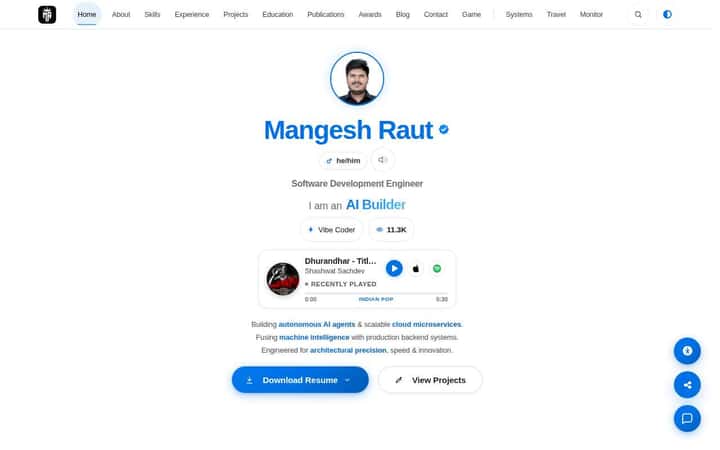 Home About Skills Experience Projects Education Publications Awards Blog Contact Game Systems Travel Monitor
Mangesh Raut
he/him
Software Development Engineer
I am an AI Builder
Vibe Coder 11.3K
Dhurandhar - Titl...
Shashwat Sachdev
RECENTLY PLAYED
0:00 INDIAN POP 5:30
Building autonomous AI agents & scalable cloud microservices.
Fusing machine intelligence with production backend systems.
Engineered for architectural precision, speed & innovation.
Download Resume View Projects